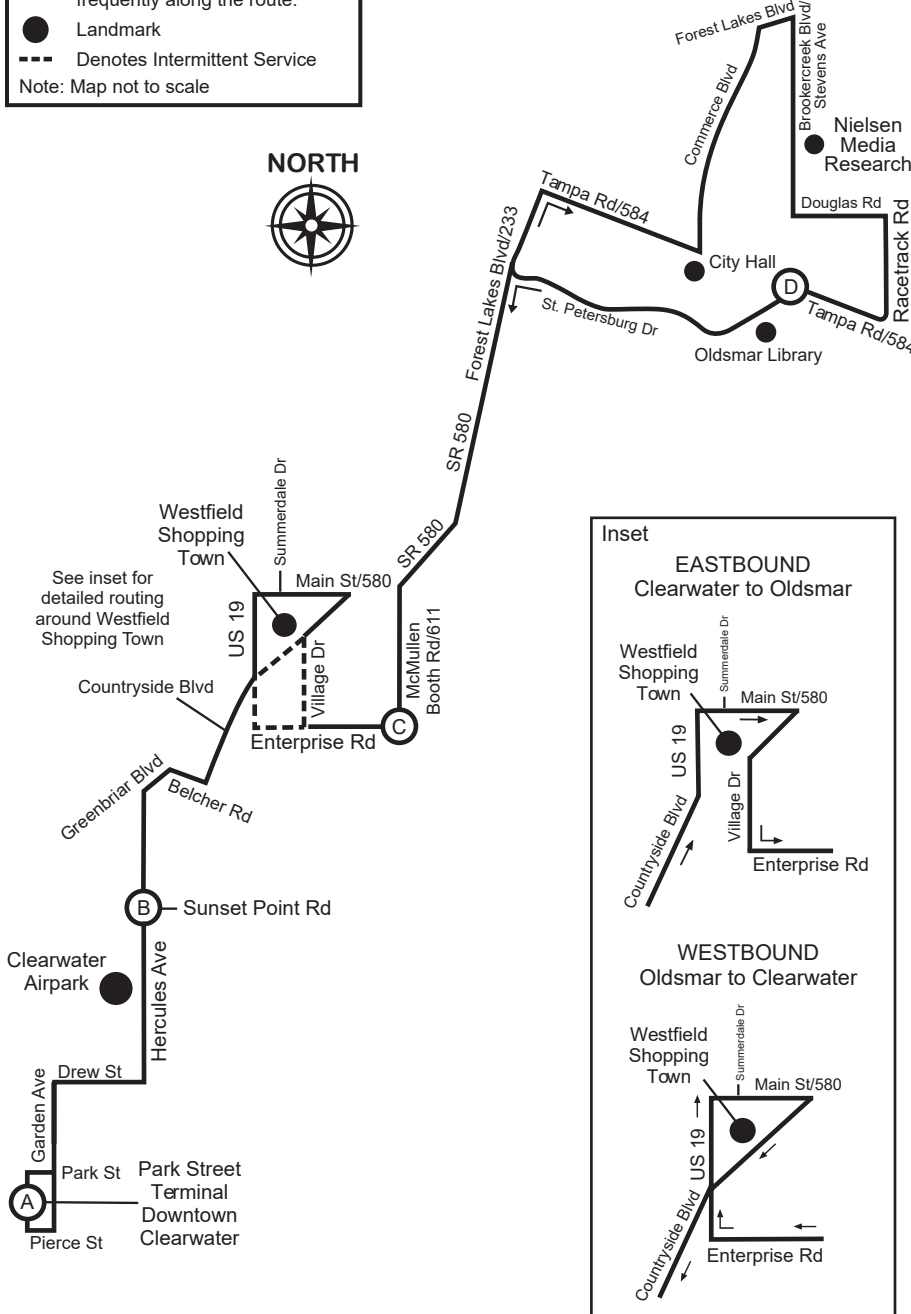 frequently along the route.
Landmark
Denotes Intermittent Service
Note: Map not to scale
NORTH
Forest Lakes Blvd
Brookercreek Blvd/
Stevens Ave
Commerce Blvd
Nielsen
Media
Research
Douglas Rd
Racetrack Rd
Tampa Rd/584
City Hall
D
Tampa Rd/584
Forest Lakes Blvd/233
St. Petersburg Dr
Oldsmar Library
SR 580
SR 580
Westfield
Shopping
Town
Summerdale Dr
See inset for
detailed routing
around Westfield
Shopping Town
Main St/580
US 19
Village Dr
McMullen
Booth Rd/611
Countryside Blvd
C
Enterprise Rd
Greenbriar Blvd
Belcher Rd
B
Sunset Point Rd
Clearwater
Airpark
Hercules Ave
Drew St
Garden Ave
Park St
A
Park Street
Terminal
Downtown
Clearwater
Pierce St
Inset
EASTBOUND
Clearwater to Oldsmar
Westfield
Shopping
Town
Summerdale Dr
Main St/580
US 19
Village Dr
Countryside Blvd
Enterprise Rd
WESTBOUND
Oldsmar to Clearwater
Westfield
Shopping
Town
Summerdale Dr
Main St/580
US 19
Countryside Blvd
Enterprise Rd